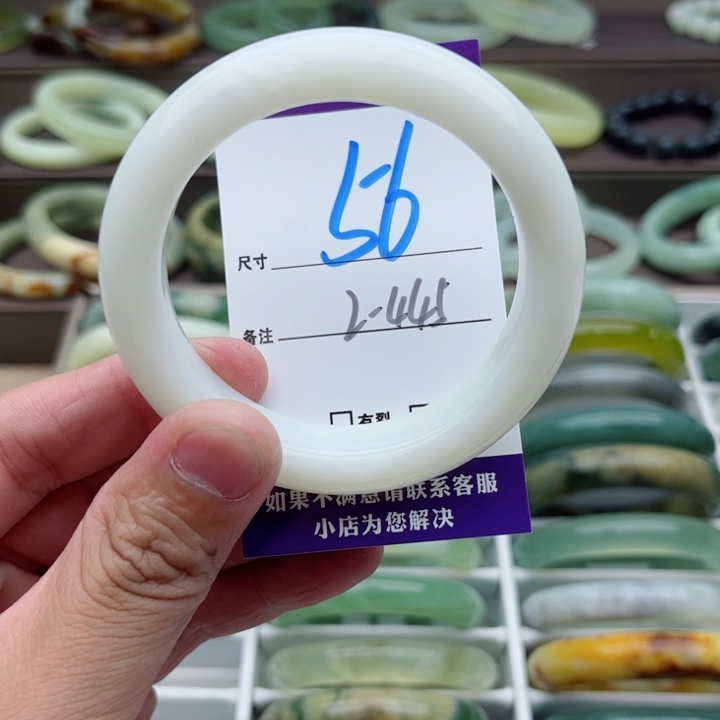 56
尺寸
2-445
备注
有裂
如果不满意请联系客服
小店为您解决